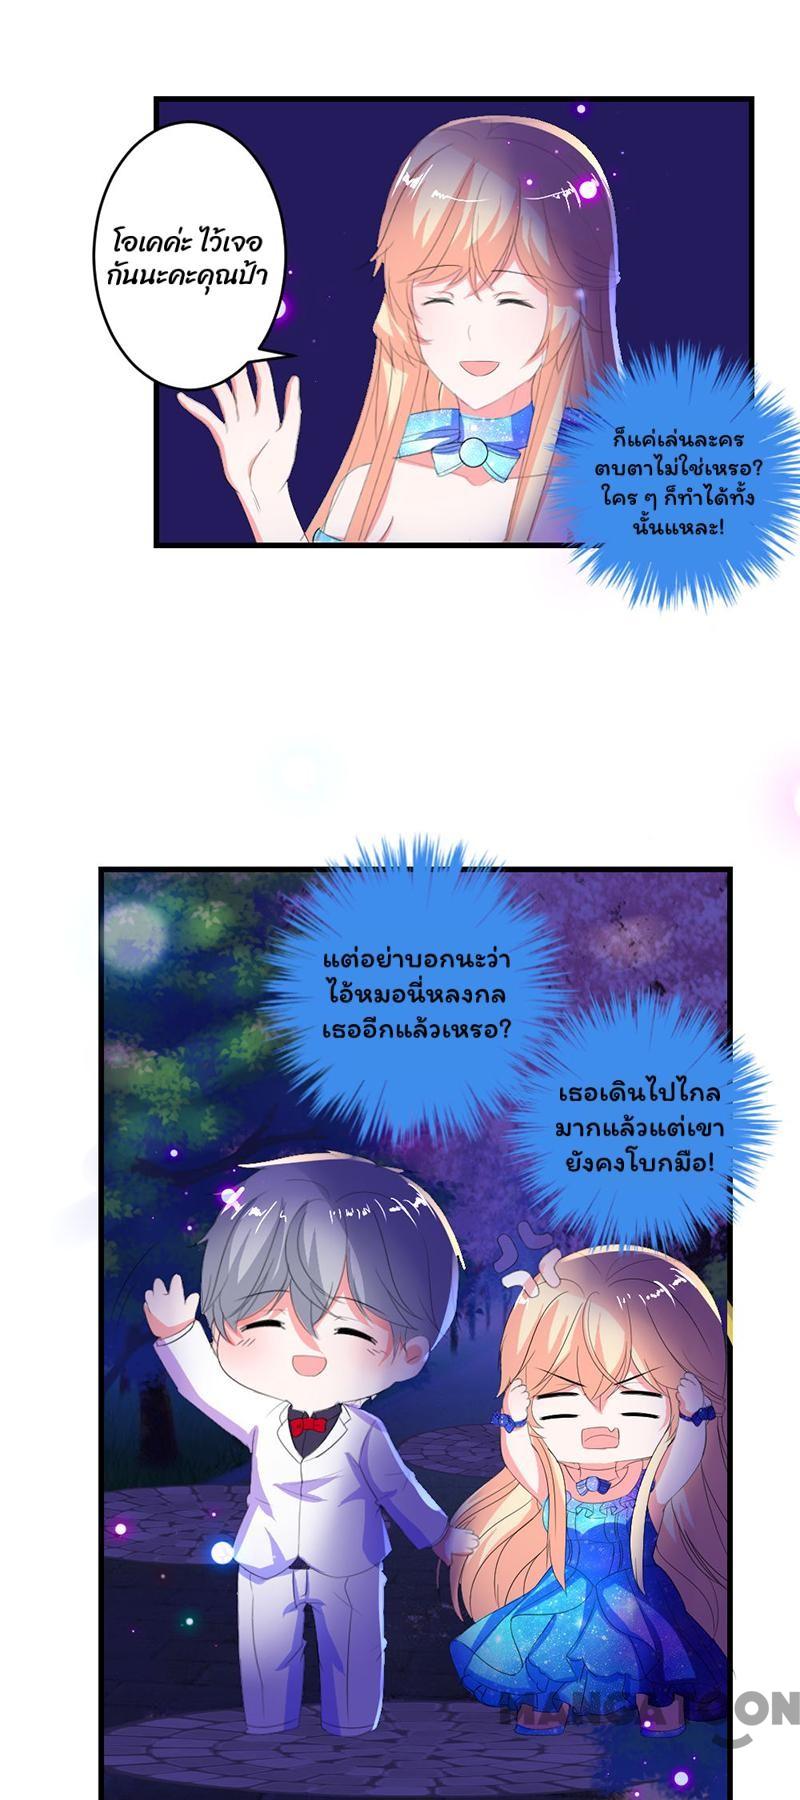 โอเคค่ะ ไว้เจอ
กันนะคะคุณป้า
ก็แค่เล่นละคร
ตบตาไม่ใช่เหรอ?
ใคร ๆ ก็ทำได้ทั้ง
นั้นแหละ!
แต่อย่าบอกนะว่า
ไอ้หมอนี่หลงกล
เธออีกแล้วเหรอ?
เธอเดินไปไกล
มากแล้วแต่เขา
ยังคงโบกมือ!
MANGATOON